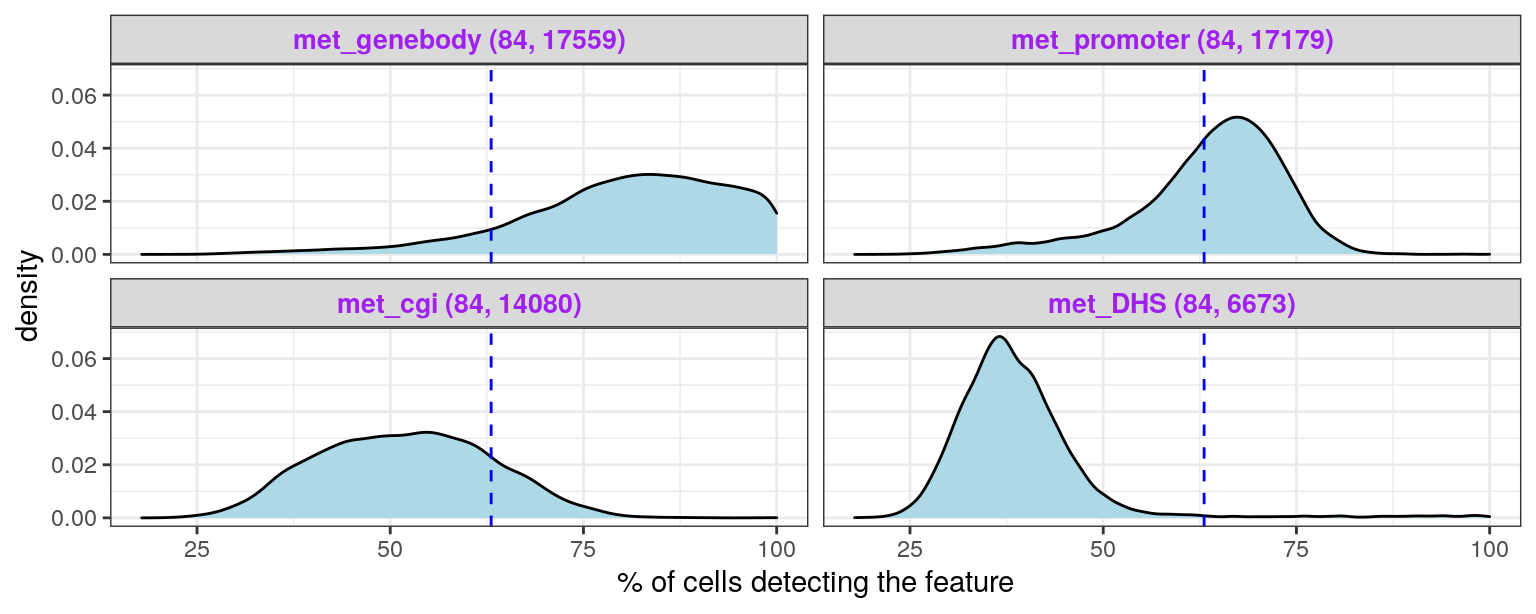 met_genebody (84, 17559)
met_promoter (84, 17179)
0.06
0.04
0.02
0.00
met_cgi (84, 14080)
met_DHS (84, 6673)
0.06
0.04
0.02
0.00
density
25
50
75
100
25
50
75
100
% of cells detecting the feature